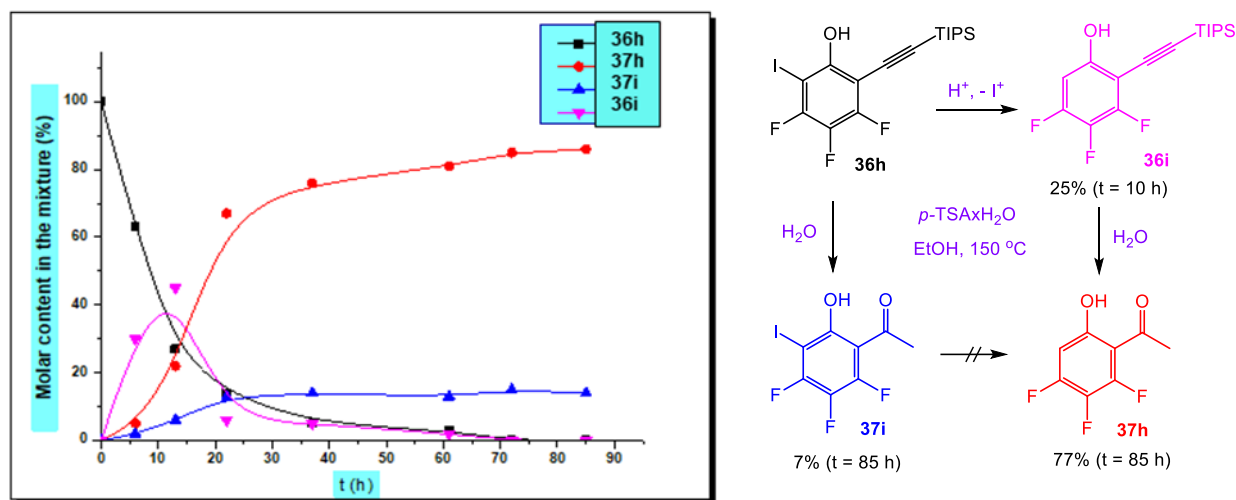 36h
37h
37i
36i
Molar content in the mixture (%)
100
80
60
40
20
0
0 10 20 30 40 50 60 70 80 90
t (h)
OH
TIPS
I
F
F
F
36h
H⁺, - I⁺
OH
TIPS
F
F
F
36i
25% (t = 10 h)
H₂O
p-TSAxH₂O
EtOH, 150 °C
H₂O
OH
O
I
F
F
F
37i
7% (t = 85 h)
OH
O
F
F
F
37h
77% (t = 85 h)